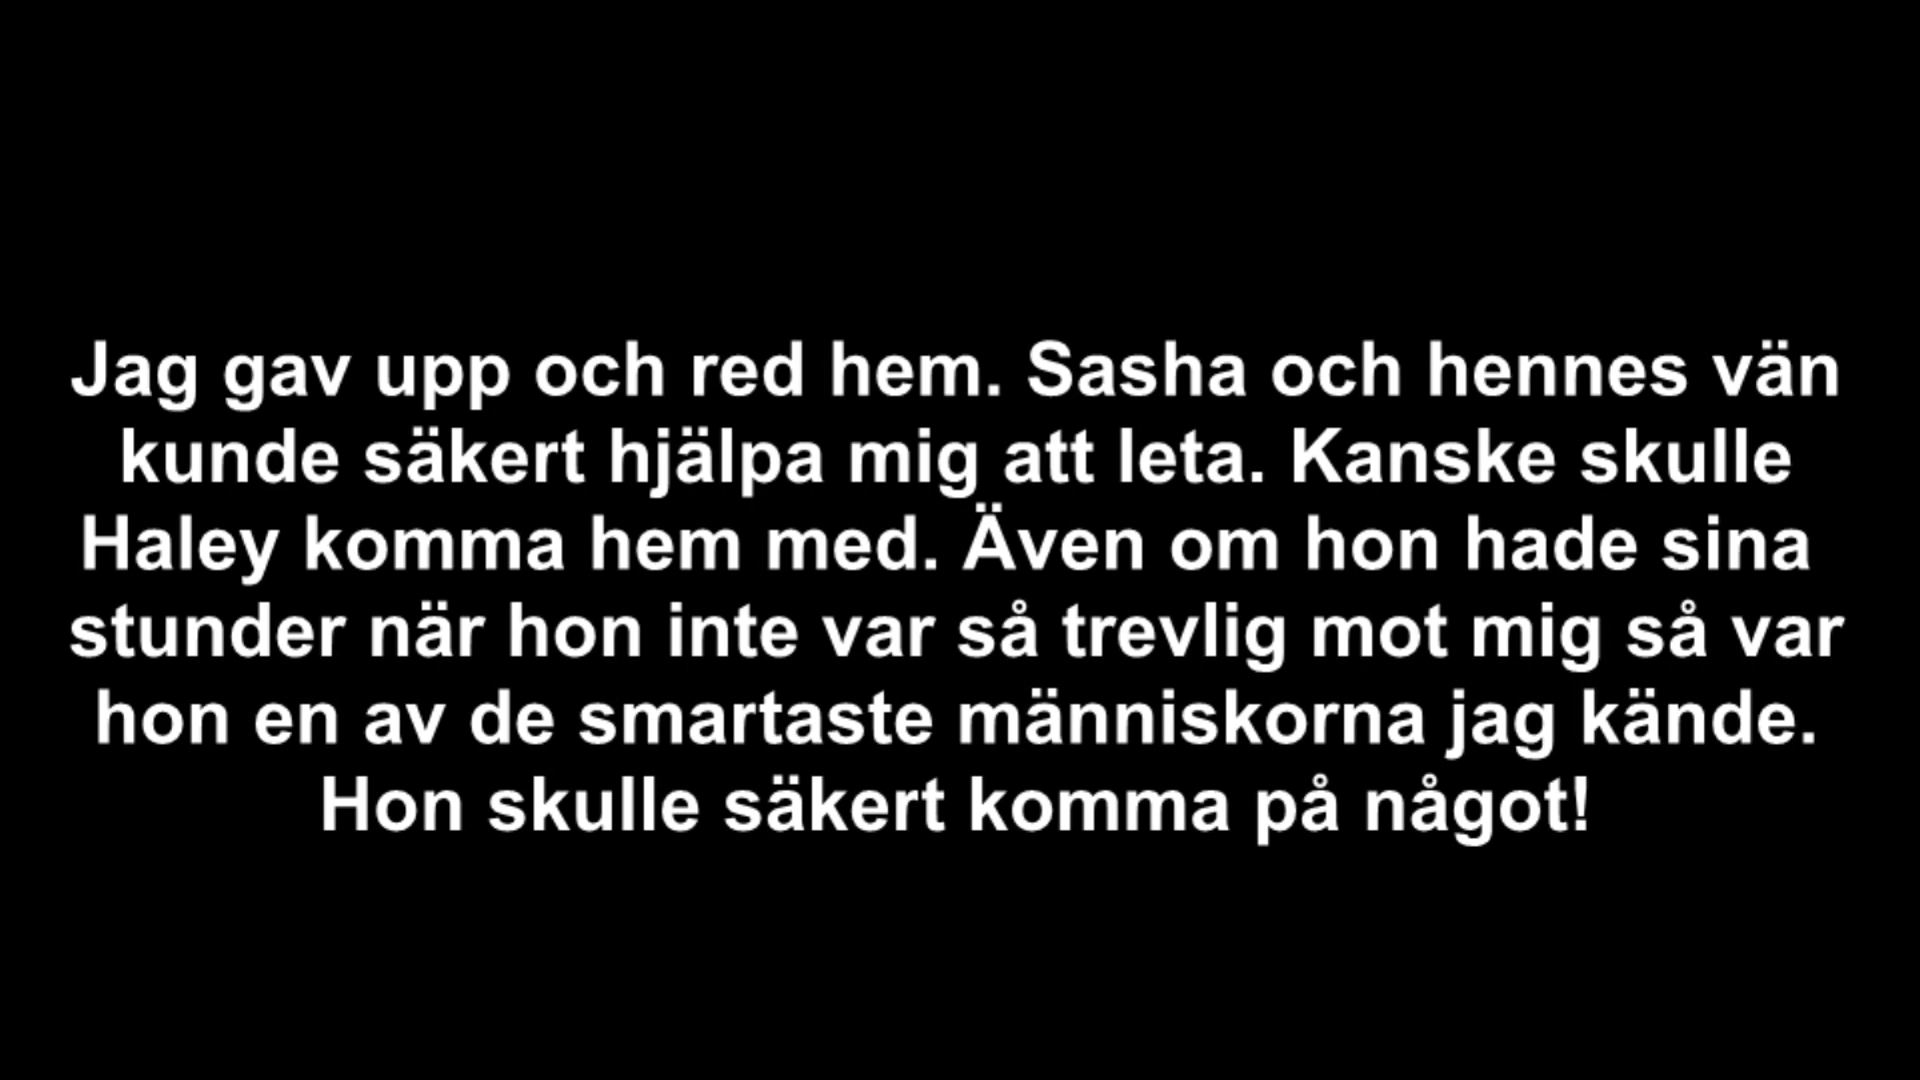 Jag gav upp och red hem. Sasha och hennes vän
kunde säkert hjälpa mig att leta. Kanske skulle
Haley komma hem med. Även om hon hade sina
stunder när hon inte var så trevlig mot mig så var
hon en av de smartaste människorna jag kände.
Hon skulle säkert komma på något!